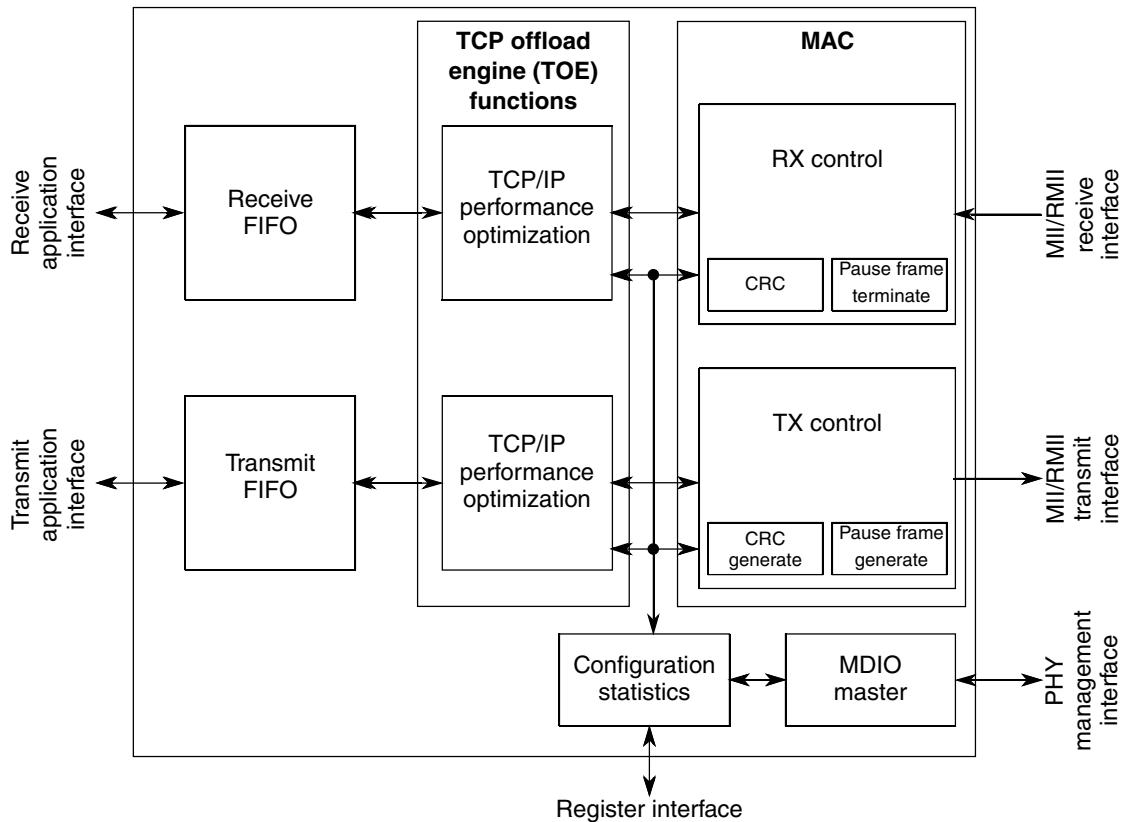 TCP offload
engine (TOE)
functions
MAC
Receive
application
interface
Receive
FIFO
TCP/IP
performance
optimization
RX control
CRC
Pause frame
terminate
MII/RMII
receive
interface
Transmit
application
interface
Transmit
FIFO
TCP/IP
performance
optimization
TX control
CRC
generate
Pause frame
generate
MII/RMII
transmit
interface
Configuration
statistics
MDIO
master
PHY
management
interface
Register interface